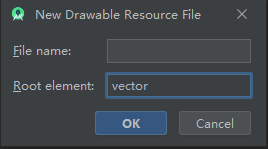 New Drawable Resource File
File name:
Root element: vector
OK Cancel